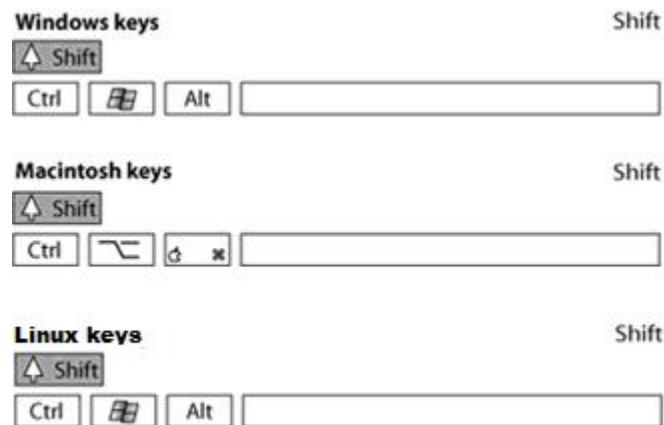 Windows keys Shift
Shift
Ctrl Alt
Macintosh keys Shift
Shift
Ctrl ⌥ ⌘
Linux keys Shift
Shift
Ctrl Alt